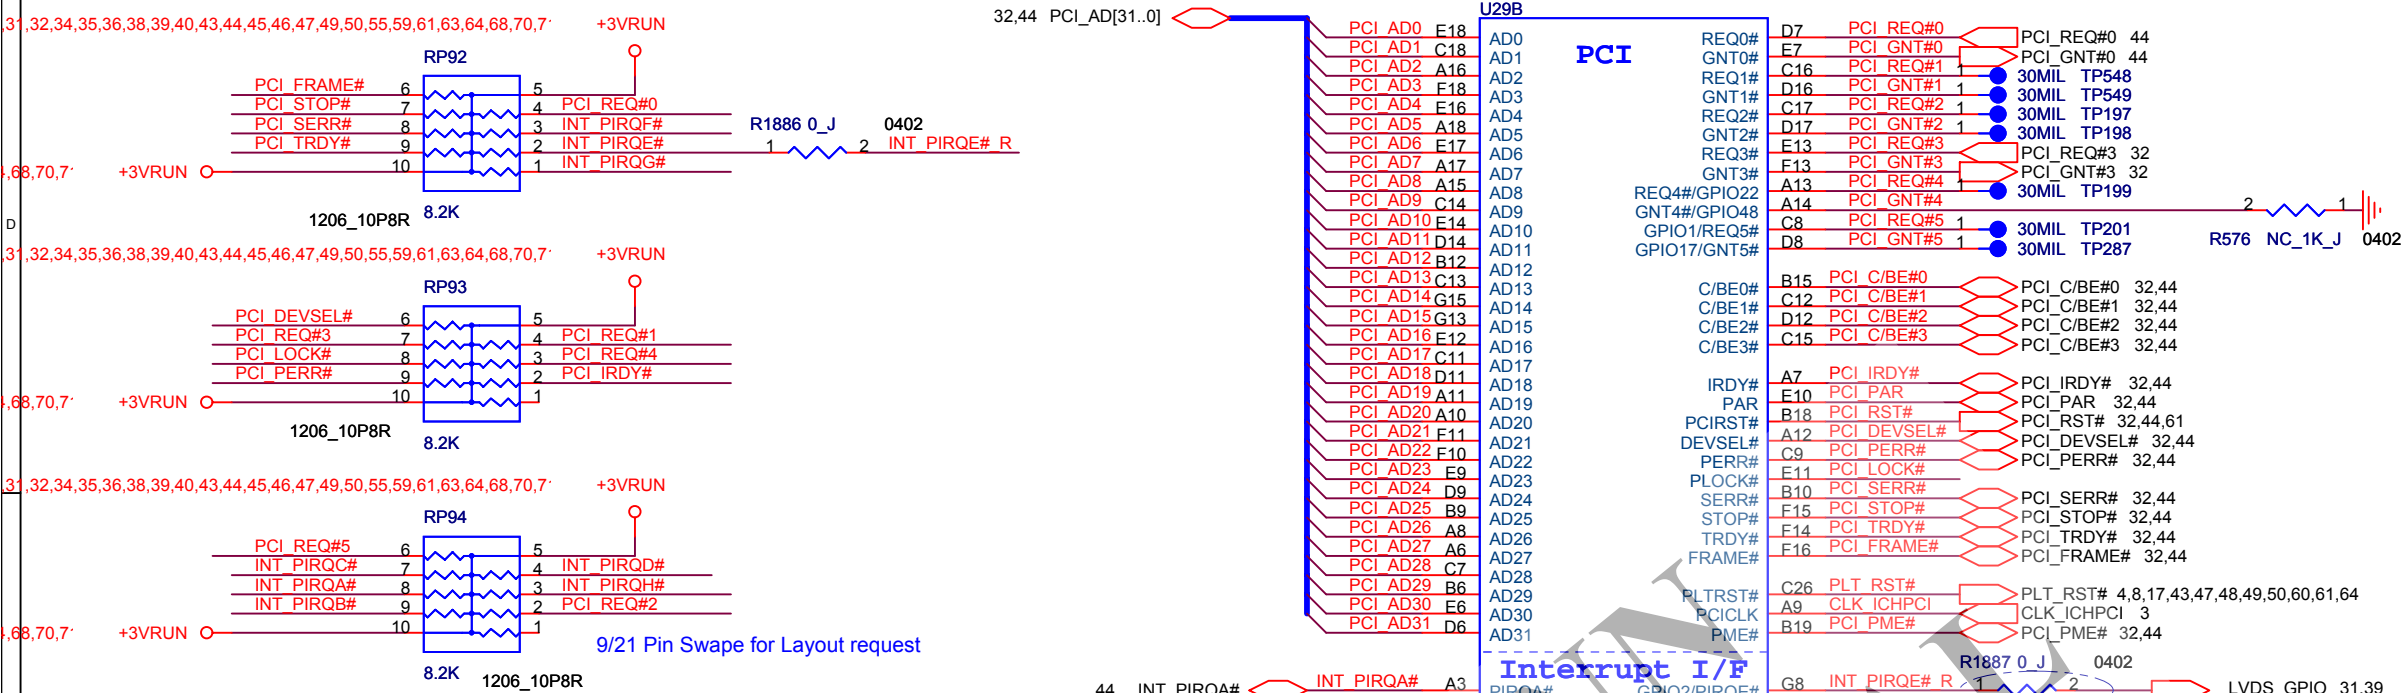 ,31,32,34,35,36,38,39,40,43,44,45,46,47,49,50,55,59,61,63,64,68,70,7 +3VRUN
RP92
PCI_FRAME# 6 5
PCI_STOP# 7 4 PCI_REQ#0
PCI_SERR# 8 3 INT_PIRQF#
PCI_TRDY# 9 2 INT_PIRQE# 1 R1886 0_J 2 0402 INT_PIRQE#_R
,68,70,7 +3VRUN 10 1 INT_PIRQG#
1206_10P8R 8.2K
D
,31,32,34,35,36,38,39,40,43,44,45,46,47,49,50,55,59,61,63,64,68,70,7 +3VRUN
RP93
PCI_DEVSEL# 6 5
PCI_REQ#3 7 4 PCI_REQ#1
PCI_LOCK# 8 3 PCI_REQ#4
PCI_PERR# 9 2 PCI_IRDY#
,68,70,7 +3VRUN 10 1
1206_10P8R 8.2K
,31,32,34,35,36,38,39,40,43,44,45,46,47,49,50,55,59,61,63,64,68,70,7 +3VRUN
RP94
PCI_REQ#5 6 5
INT_PIRQC# 7 4 INT_PIRQD#
INT_PIRQA# 8 3 INT_PIRQH#
INT_PIRQB# 9 2 PCI_REQ#2
,68,70,7 +3VRUN 10 1
9/21 Pin Swape for Layout request
8.2K 1206_10P8R
32,44 PCI_AD[31..0]
U29B
PCI
PCI_AD0 E18 AD0
PCI_AD1 C18 AD1
PCI_AD2 A16 AD2
PCI_AD3 F18 AD3
PCI_AD4 E16 AD4
PCI_AD5 A18 AD5
PCI_AD6 E17 AD6
PCI_AD7 A17 AD7
PCI_AD8 A15 AD8
PCI_AD9 C14 AD9
PCI_AD10 E14 AD10
PCI_AD11 D14 AD11
PCI_AD12 B12 AD12
PCI_AD13 C13 AD13
PCI_AD14 G15 AD14
PCI_AD15 G13 AD15
PCI_AD16 E12 AD16
PCI_AD17 C11 AD17
PCI_AD18 D11 AD18
PCI_AD19 A11 AD19
PCI_AD20 A10 AD20
PCI_AD21 F11 AD21
PCI_AD22 F10 AD22
PCI_AD23 E9 AD23
PCI_AD24 D9 AD24
PCI_AD25 B9 AD25
PCI_AD26 A8 AD26
PCI_AD27 A6 AD27
PCI_AD28 C7 AD28
PCI_AD29 B6 AD29
PCI_AD30 E6 AD30
PCI_AD31 D6 AD31
REQ0# D7 PCI_REQ#0 PCI_REQ#0 44
GNT0# E7 PCI_GNT#0 PCI_GNT#0 44
REQ1# C16 PCI_REQ#1 1 30MIL TP548
GNT1# D16 PCI_GNT#1 1 30MIL TP549
REQ2# C17 PCI_REQ#2 1 30MIL TP197
GNT2# D17 PCI_GNT#2 1 30MIL TP198
REQ3# E13 PCI_REQ#3 PCI_REQ#3 32
GNT3# F13 PCI_GNT#3 PCI_GNT#3 32
REQ4#/GPIO22 A13 PCI_REQ#4 1 30MIL TP199
GNT4#/GPIO48 A14 PCI_GNT#4 2 1
GPIO1/REQ5# C8 PCI_REQ#5 1 30MIL TP201
R576 NC_1K_J 0402
GPIO17/GNT5# D8 PCI_GNT#5 1 30MIL TP287
C/BE0# B15 PCI_C/BE#0 PCI_C/BE#0 32,44
C/BE1# C12 PCI_C/BE#1 PCI_C/BE#1 32,44
C/BE2# D12 PCI_C/BE#2 PCI_C/BE#2 32,44
C/BE3# C15 PCI_C/BE#3 PCI_C/BE#3 32,44
IRDY# A7 PCI_IRDY# PCI_IRDY# 32,44
PAR E10 PCI_PAR PCI_PAR 32,44
PCIRST# B18 PCI_RST# PCI_RST# 32,44,61
DEVSEL# A12 PCI_DEVSEL# PCI_DEVSEL# 32,44
PERR# C9 PCI_PERR# PCI_PERR# 32,44
PLOCK# E11 PCI_LOCK#
SERR# B10 PCI_SERR# PCI_SERR# 32,44
STOP# F15 PCI_STOP# PCI_STOP# 32,44
TRDY# F14 PCI_TRDY# PCI_TRDY# 32,44
FRAME# F16 PCI_FRAME# PCI_FRAME# 32,44
PLTRST# C26 PLT_RST# PLT_RST# 4,8,17,43,47,48,49,50,60,61,64
PCICLK A9 CLK_ICHPCI CLK_ICHPCI 3
PME# B19 PCI_PME# PCI_PME# 32,44
Interrupt I/F
R1887 0_J 0402
44 INT_PIRQA# INT_PIRQA# A3 PIRQA# GPIO2/PIRQE# G8 INT_PIRQE#_R 1 2 LVDS_GPIO 31,39